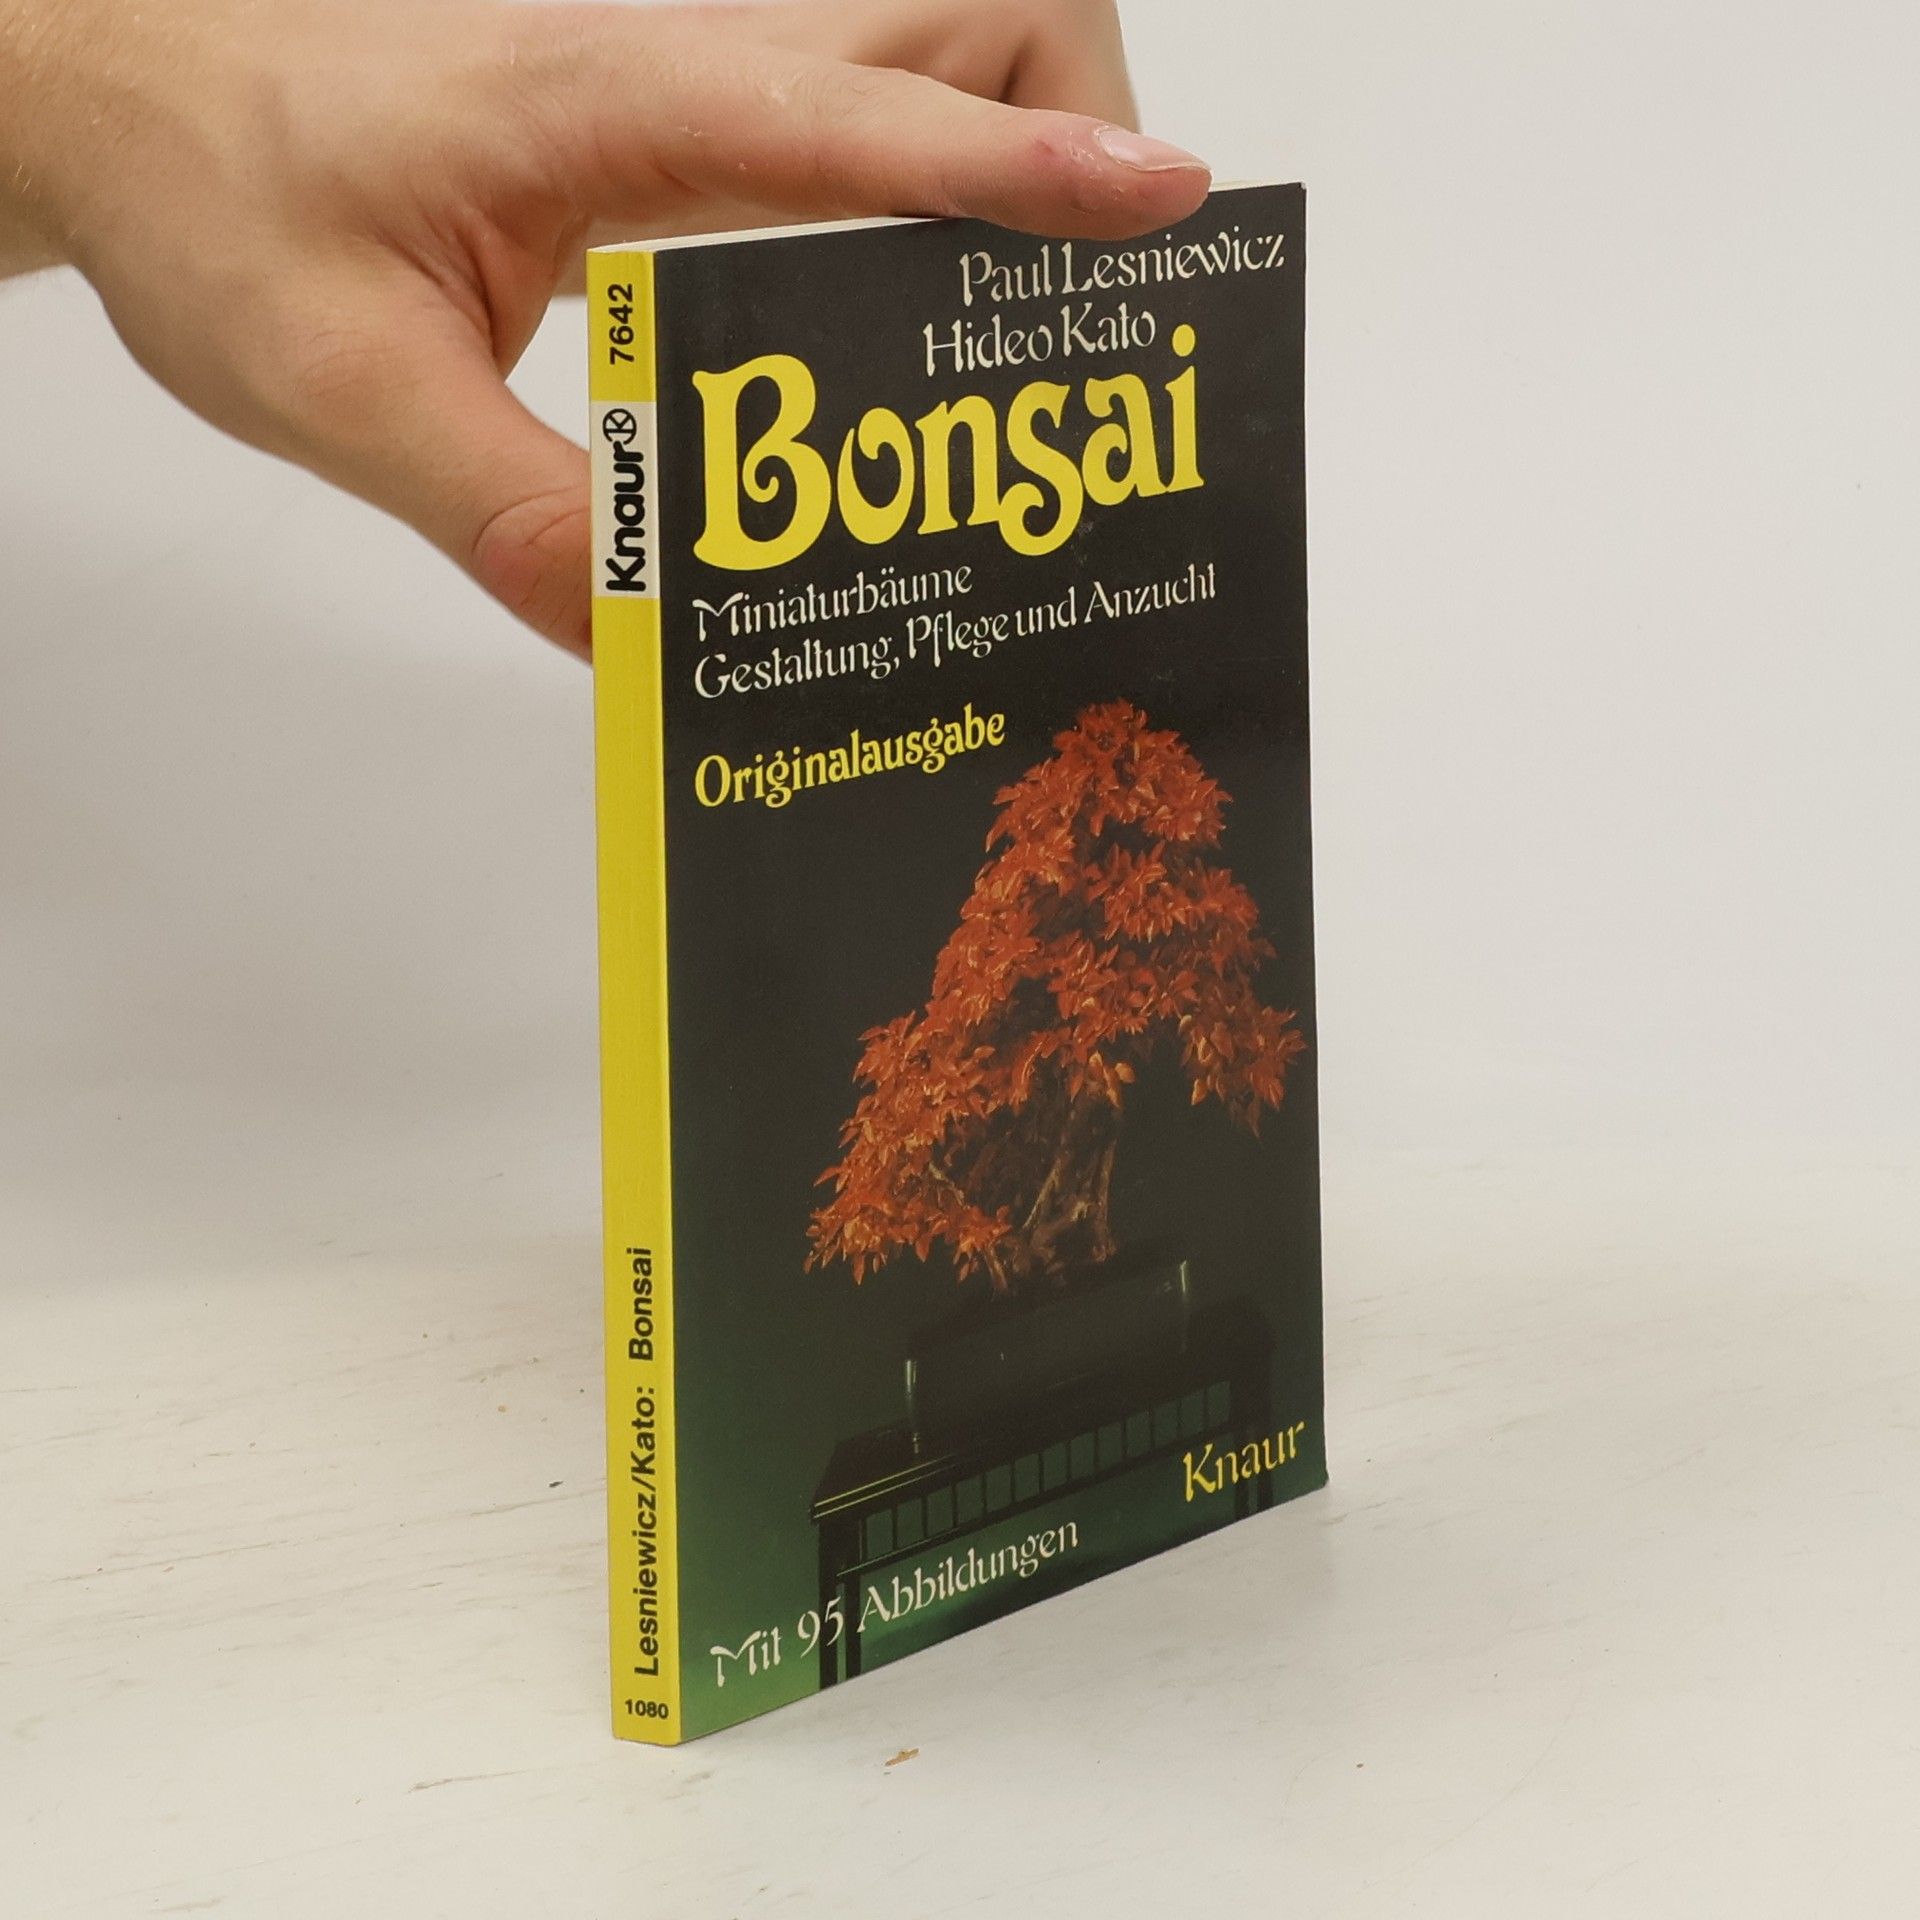 7642
Knaur
Lesniewicz/Kato: Bonsai
1080
Paul Lesniewicz
Hideo Kato
Bonsai
Miniaturbäume
Gestaltung, Pflege und Anzucht
Originalausgabe
Knaur
Mit 95 Abbildungen